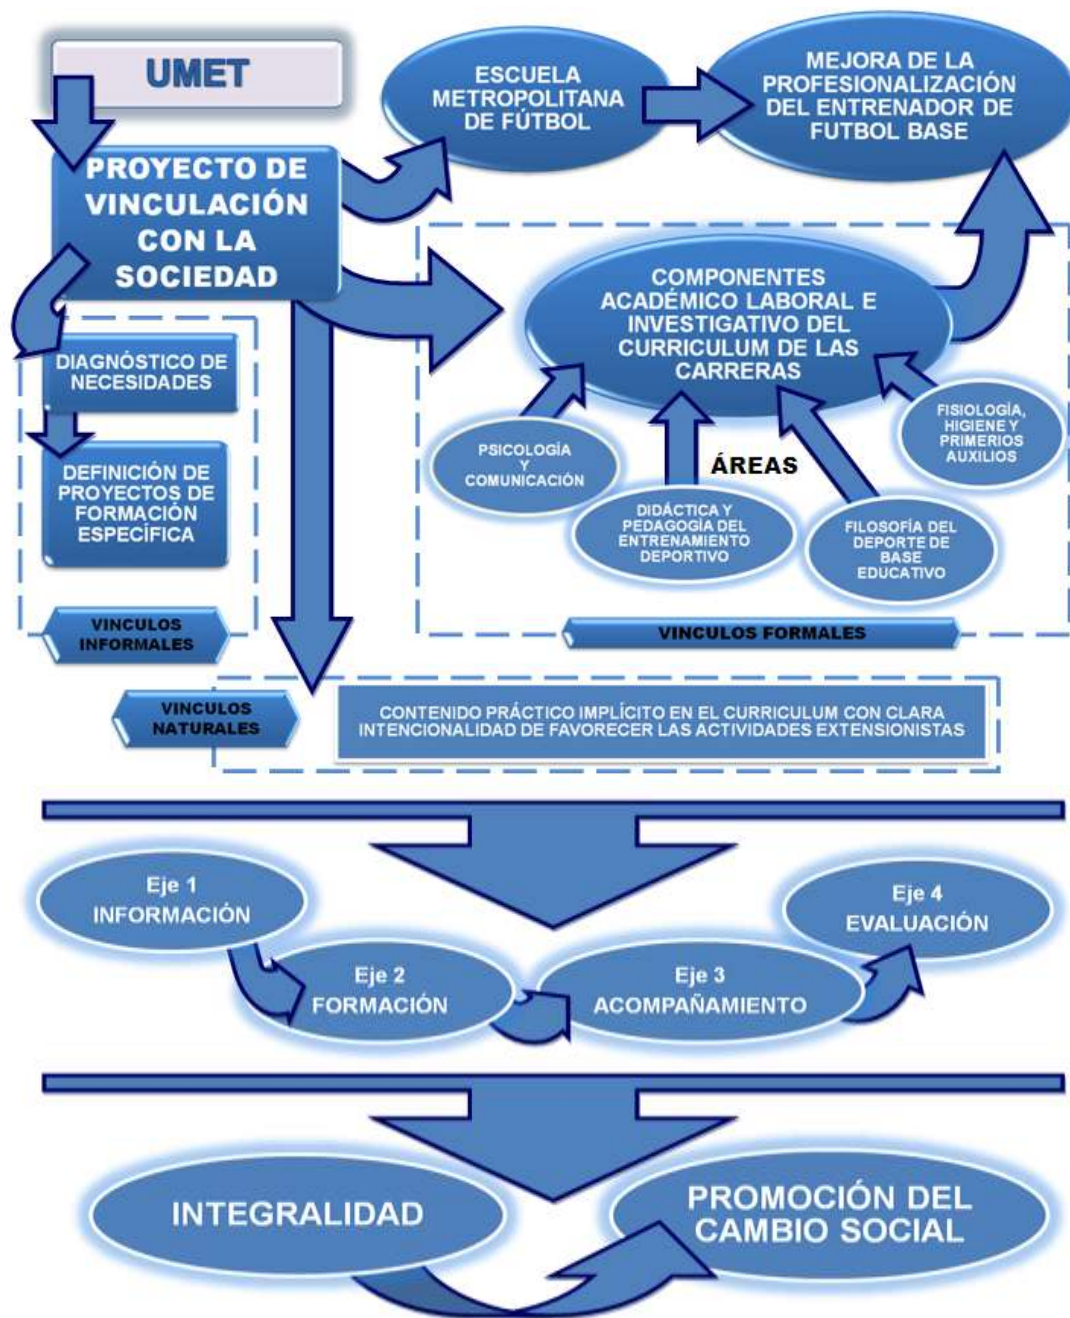 UMET
PROYECTO DE
VINCULACIÓN
CON LA
SOCIEDAD
ESCUELA
METROPOLITANA
DE FÚTBOL
MEJORA DE LA
PROFESIONALIZACIÓN
DEL ENTRENADOR DE
FUTBOL BASE
DIAGNÓSTICO DE
NECESIDADES
DEFINICIÓN DE
PROYECTOS DE
FORMACIÓN
ESPECÍFICA
VINCULOS
INFORMALES
COMPONENTES
ACADÉMICO LABORAL E
INVESTIGATIVO DEL
CURRICULUM DE LAS
CARRERAS
PSICOLOGÍA
Y
COMUNICACIÓN
ÁREAS
DIDÁCTICA Y
PEDAGOGÍA DEL
ENTRENAMIENTO
DEPORTIVO
FILOSOFÍA DEL
DEPORTE DE
BASE
EDUCATIVO
FISIOLOGÍA,
HIGIENE Y
PRIMERIOS
AUXILIOS
VINCULOS FORMALES
VINCULOS
NATURALES
CONTENIDO PRÁCTICO IMPLÍCITO EN EL CURRICULUM CON CLARA
INTENCIONALIDAD DE FAVORECER LAS ACTIVIDADES EXTENSIONISTAS
Eje 1
INFORMACIÓN
Eje 2
FORMACIÓN
Eje 3
ACOMPAÑAMIENTO
Eje 4
EVALUACIÓN
INTEGRALIDAD
PROMOCIÓN DEL
CAMBIO SOCIAL